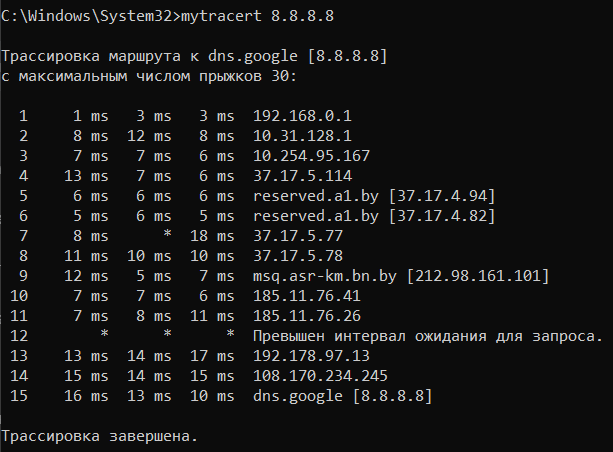 C:\Windows\System32>mytracert 8.8.8.8
Трассировка маршрута к dns.google [8.8.8.8]
с максимальным числом прыжков 30:
1 1 ms 3 ms 3 ms 192.168.0.1
2 8 ms 12 ms 8 ms 10.31.128.1
3 7 ms 7 ms 6 ms 10.254.95.167
4 13 ms 7 ms 6 ms 37.17.5.114
5 6 ms 6 ms 6 ms reserved.a1.by [37.17.4.94]
6 5 ms 6 ms 5 ms reserved.a1.by [37.17.4.82]
7 8 ms * 18 ms 37.17.5.77
8 11 ms 10 ms 10 ms 37.17.5.78
9 12 ms 5 ms 7 ms msq.asr-km.bn.by [212.98.161.101]
10 7 ms 7 ms 6 ms 185.11.76.41
11 7 ms 8 ms 11 ms 185.11.76.26
12 * * * Превышен интервал ожидания для запроса.
13 13 ms 14 ms 17 ms 192.178.97.13
14 15 ms 14 ms 15 ms 108.170.234.245
15 16 ms 13 ms 10 ms dns.google [8.8.8.8]
Трассировка завершена.